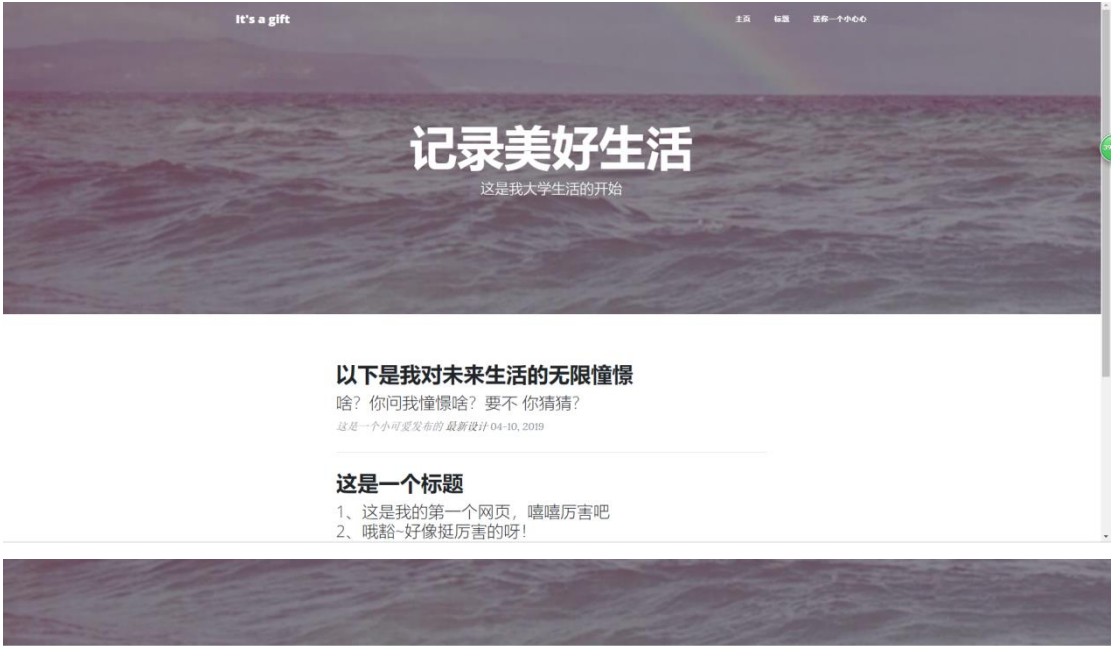 It's a gift
主页 标题 送你一个小心心
记录美好生活
这是我大学生活的开始
以下是我对未来生活的无限憧憬
啥？你问我憧憬啥？要不 你猜猜？
这是一个小可爱发布的 最新设计 04-10, 2019
这是一个标题
1、这是我的第一个网页，嘻嘻厉害吧
2、哦豁~好像挺厉害的呀！